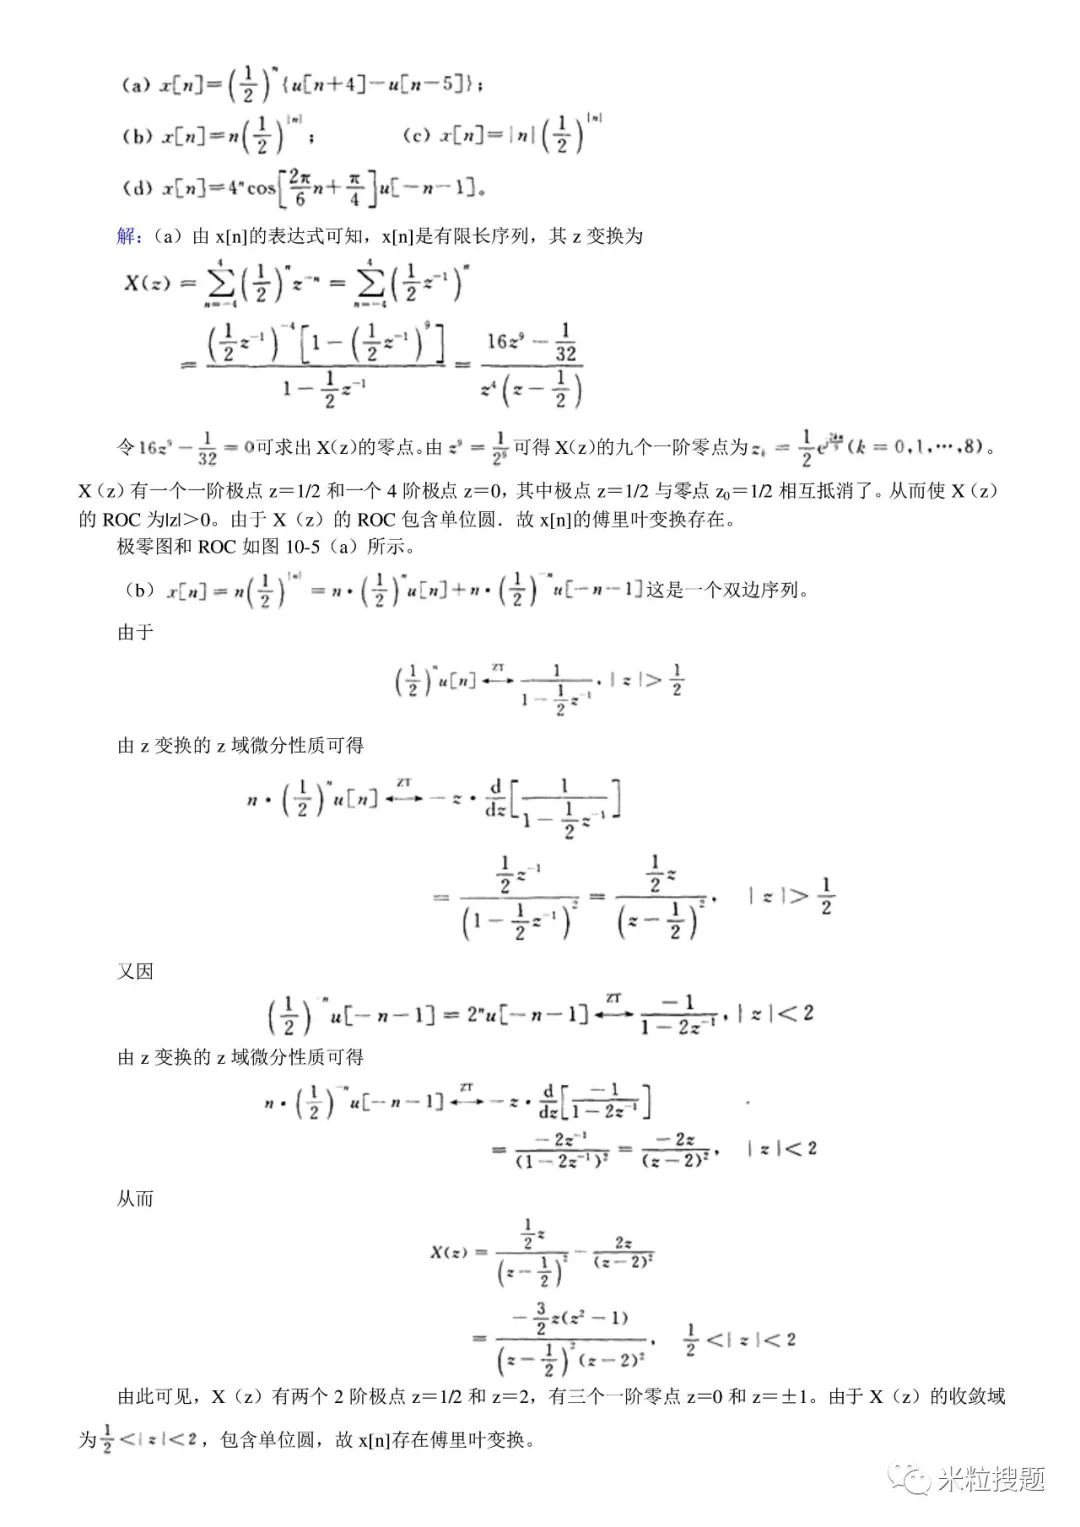 (a) x[n]=(1/2)^n{u[n+4]-u[n-5]};
(b) x[n]=n(1/2)^|n|; (c) x[n]=|n|(1/2)^|n|
(d) x[n]=4^n cos[2π/6 n+π/4]u[-n-1]。
解:(a)由 x[n]的表达式可知,x[n]是有限长序列,其 z 变换为
X(z) = ∑_{n=-4}^{4} (1/2)^n z^{-n} = ∑_{n=-4}^{4} (1/2 z^{-1})^n
= (1/2 z^{-1})^{-4}[1-(1/2 z^{-1})^9] / (1-1/2 z^{-1}) = (16z^9 - 1/32) / (z^4(z-1/2))
令16z^9 - 1/32 = 0可求出 X(z)的零点。由 z^9 = 1/2^9 可得 X(z)的九个一阶零点为 z_k = 1/2 e^{j2πk/9} (k = 0,1,…,8)。
X(z)有一个一阶极点 z=1/2 和一个 4 阶极点 z=0,其中极点 z=1/2 与零点 z₀=1/2 相互抵消了。从而使 X(z)
的 ROC 为|z|>0。由于 X(z)的 ROC 包含单位圆.故 x[n]的傅里叶变换存在。
极零图和 ROC 如图 10-5(a)所示。
(b) x[n] = n(1/2)^|n| = n·(1/2)^n u[n]+n·(1/2)^{-n} u[-n-1]这是一个双边序列。
由于
(1/2)^n u[n] ⟷ZT 1/(1-1/2 z^{-1}), |z|>1/2
由 z 变换的 z 域微分性质可得
n·(1/2)^n u[n] ⟷ZT -z·d/dz[1/(1-1/2 z^{-1})]
= (1/2 z^{-1})/(1-1/2 z^{-1})^2 = (1/2 z)/(z-1/2)^2, |z|>1/2
又因
(1/2)^{-n} u[-n-1] = 2^n u[-n-1] ⟷ZT -1/(1-2z^{-1}), |z|<2
由 z 变换的 z 域微分性质可得
n·(1/2)^{-n} u[-n-1] ⟷ZT -z·d/dz[-1/(1-2z^{-1})]
= -2z^{-1}/(1-2z^{-1})^2 = -2z/(z-2)^2, |z|<2
从而
X(z) = (1/2 z)/(z-1/2)^2 - 2z/(z-2)^2
= -3/2 z(z^2-1)/((z-1/2)^2(z-2)^2), 1/2<|z|<2
由此可见,X(z)有两个 2 阶极点 z=1/2 和 z=2,有三个一阶零点 z=0 和 z=±1。由于 X(z)的收敛域
为1/2<|z|<2,包含单位圆,故 x[n]存在傅里叶变换。
米粒搜题